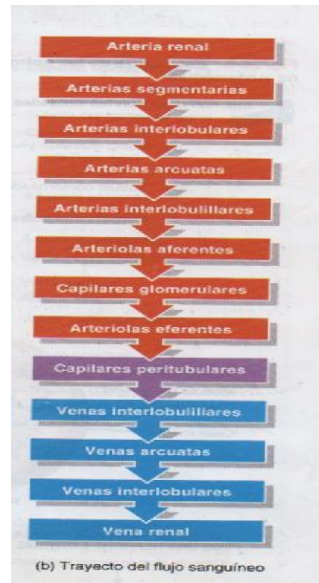 Arteria renal
Arterias segmentarias
Arterias interlobulares
Arterias arcuatas
Arterias interlobulillares
Arteriolas aferentes
Capilares glomerulares
Arteriolas eferentes
Capilares peritubulares
Venas interlobuliliares
Venas arcuatas
Venas interlobulares
Vena renal
(b) Trayecto del flujo sanguíneo